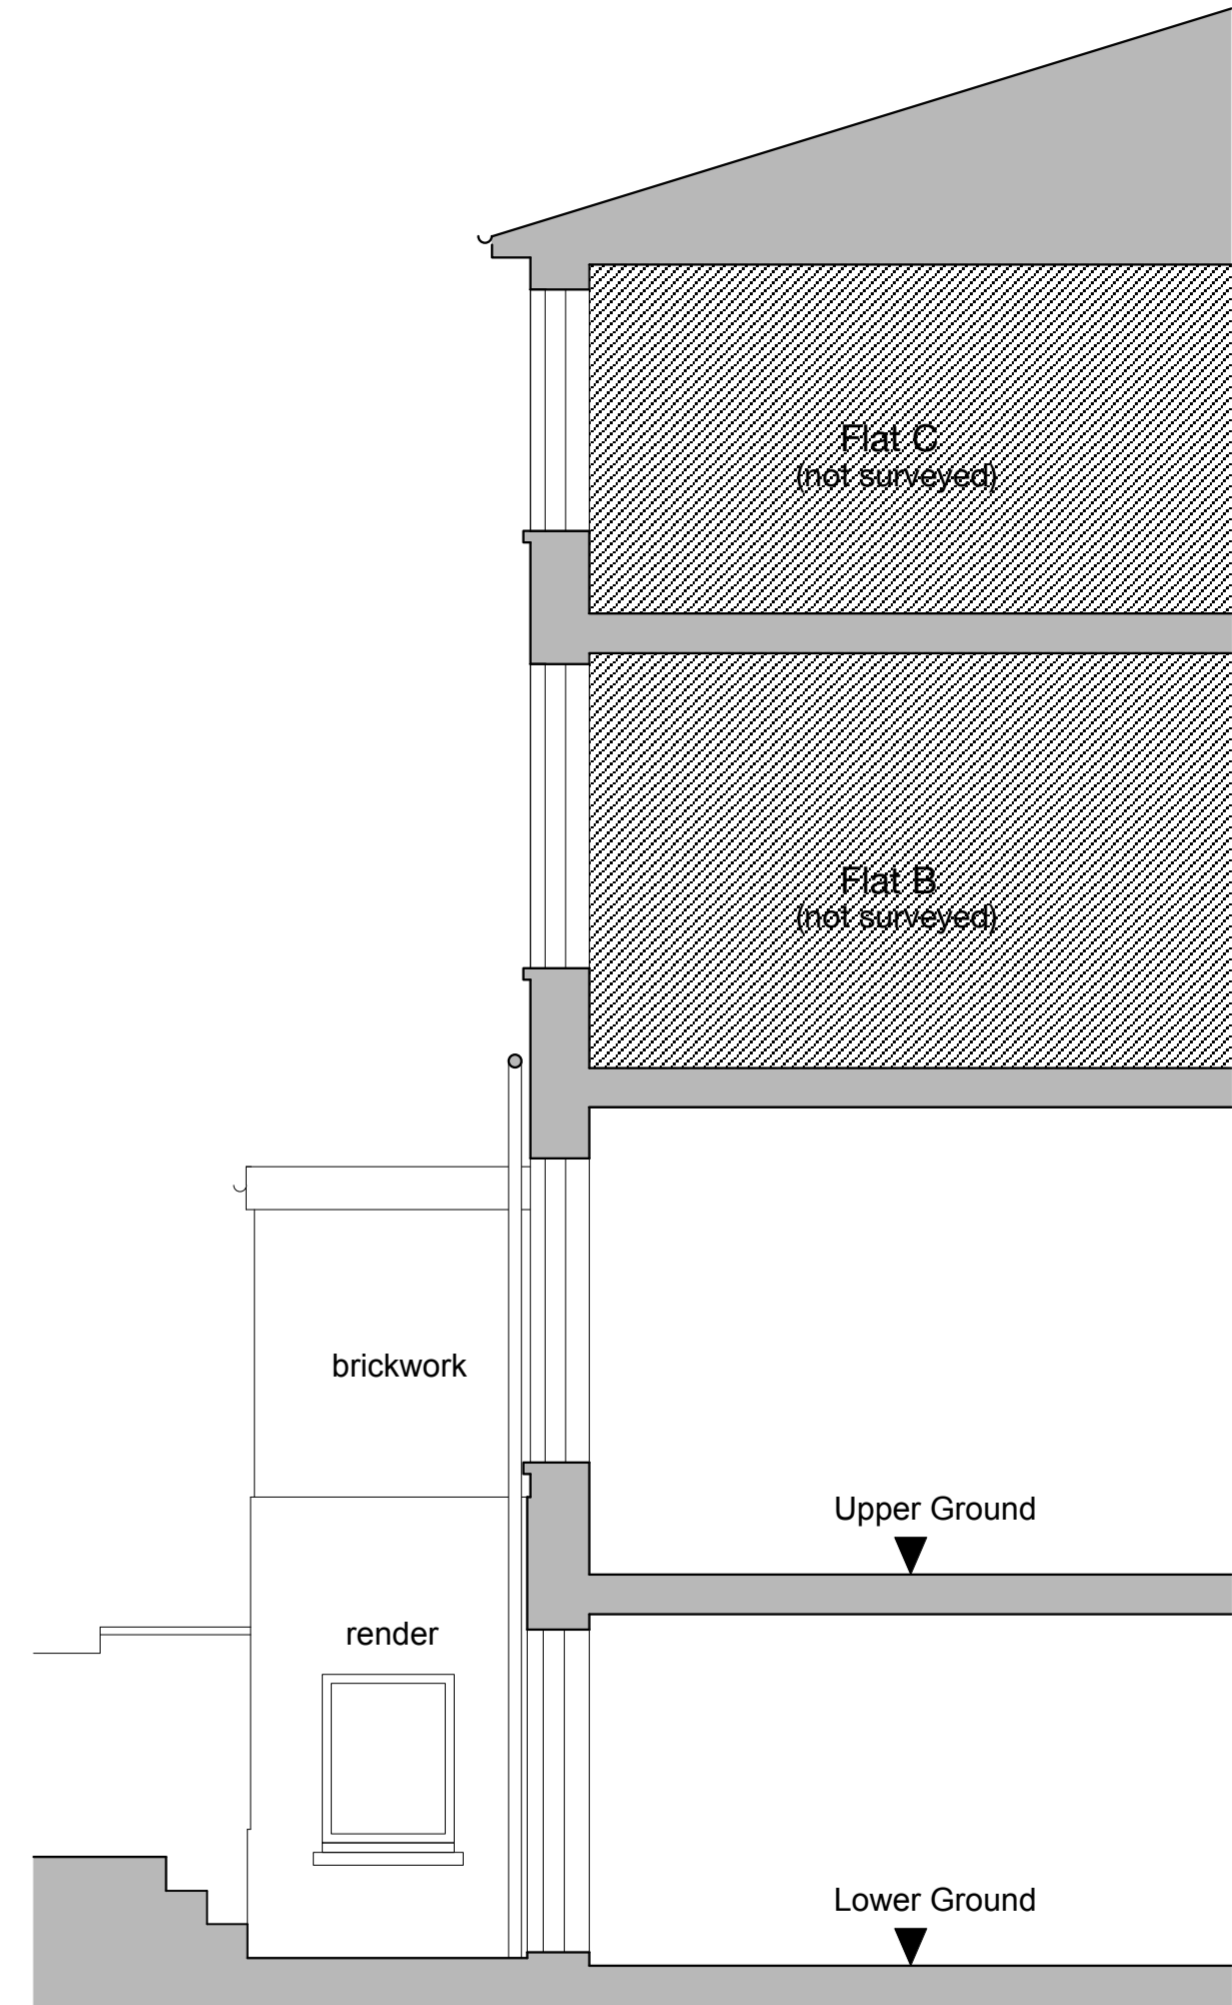 Flat C
(not surveyed)
Flat B
(not surveyed)
brickwork
Upper Ground
render
Lower Ground